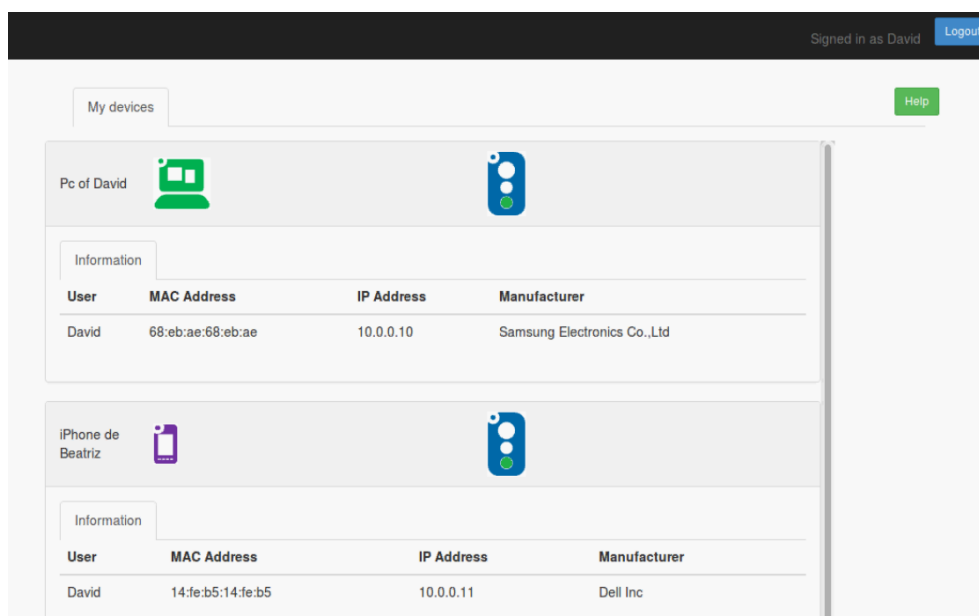 Signed in as David Logout
My devices Help
Pc of David
Information
User MAC Address IP Address Manufacturer
David 68:eb:ae:68:eb:ae 10.0.0.10 Samsung Electronics Co.,Ltd
iPhone de
Beatriz
Information
User MAC Address IP Address Manufacturer
David 14:fe:b5:14:fe:b5 10.0.0.11 Dell Inc